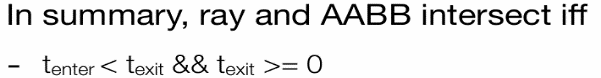 In summary, ray and AABB intersect iff
- tenter < texit && texit >= 0